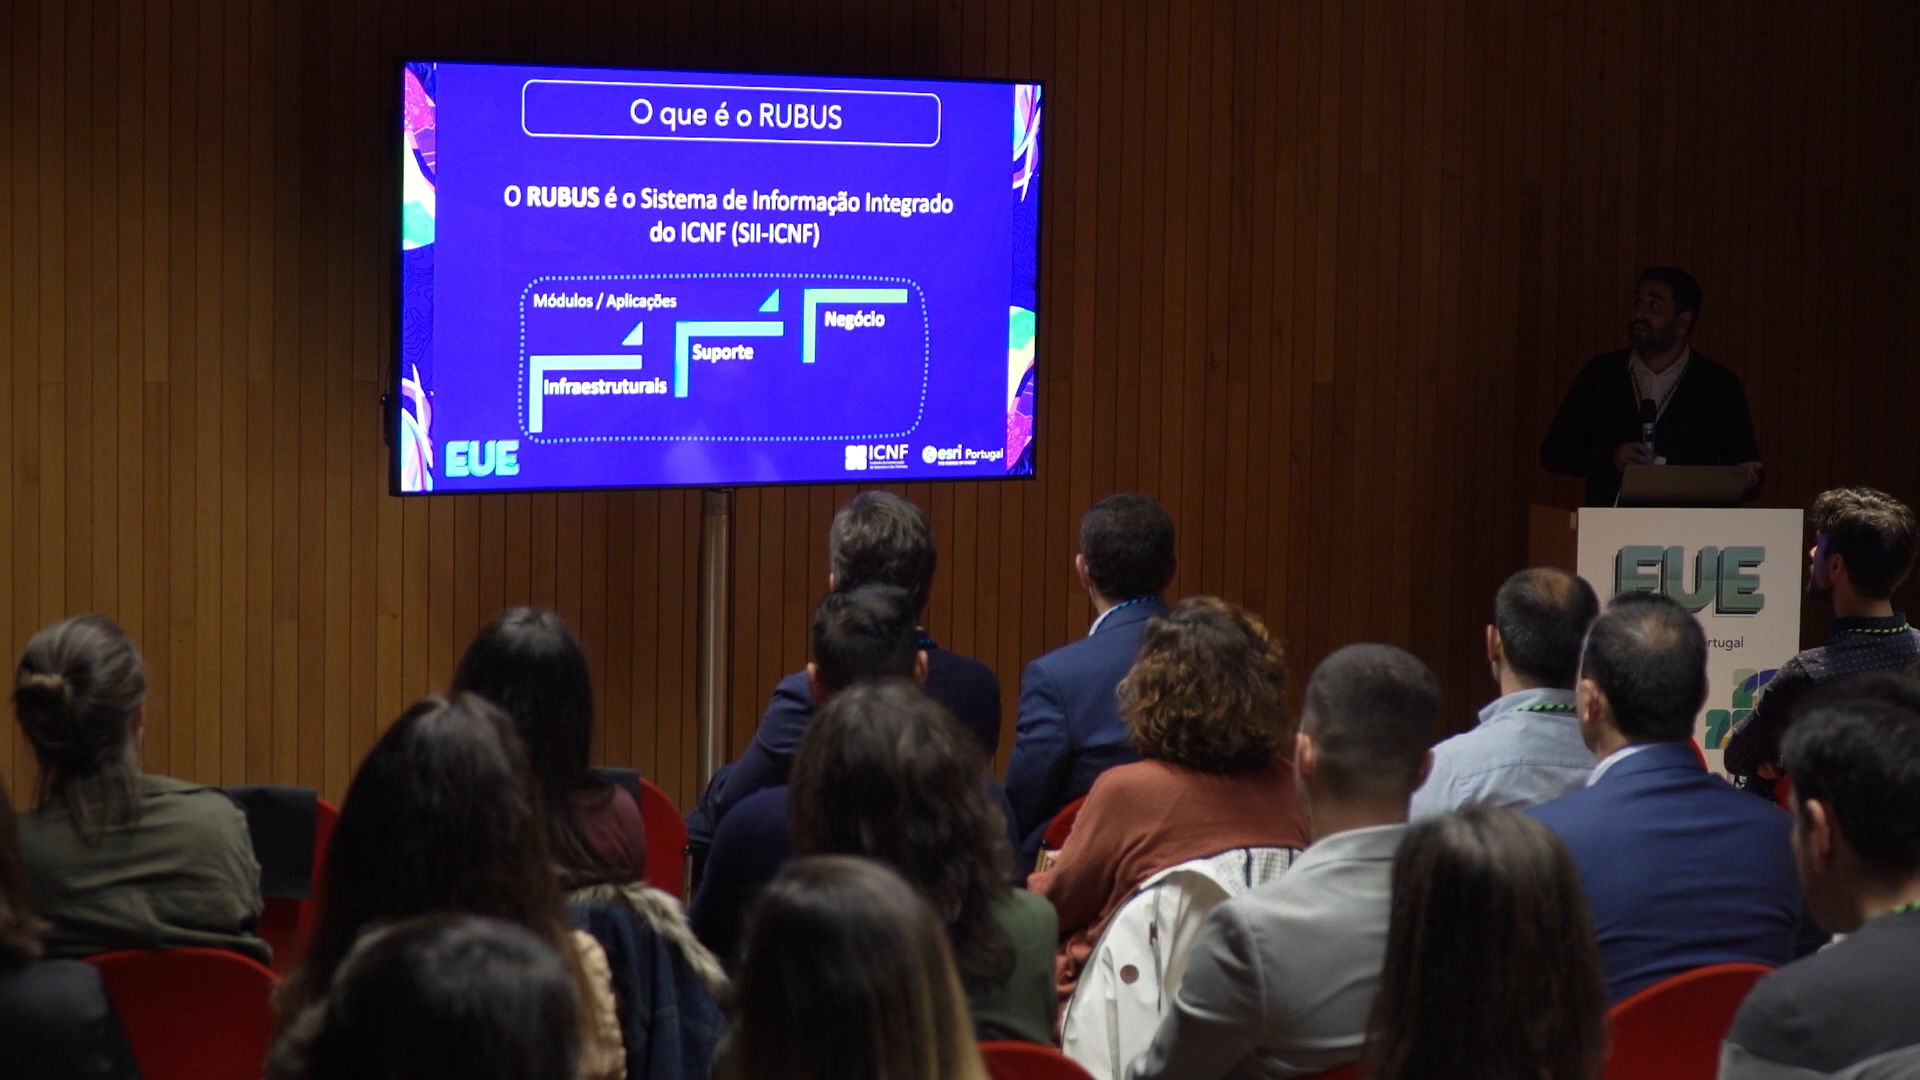 O que é o RUBUS
O RUBUS é o Sistema de Informação Integrado
do ICNF (SII-ICNF)
Módulos / Aplicações
Negócio
Suporte
Infraestruturais
EUE
ICNF
esri Portugal
EUE
rtugal